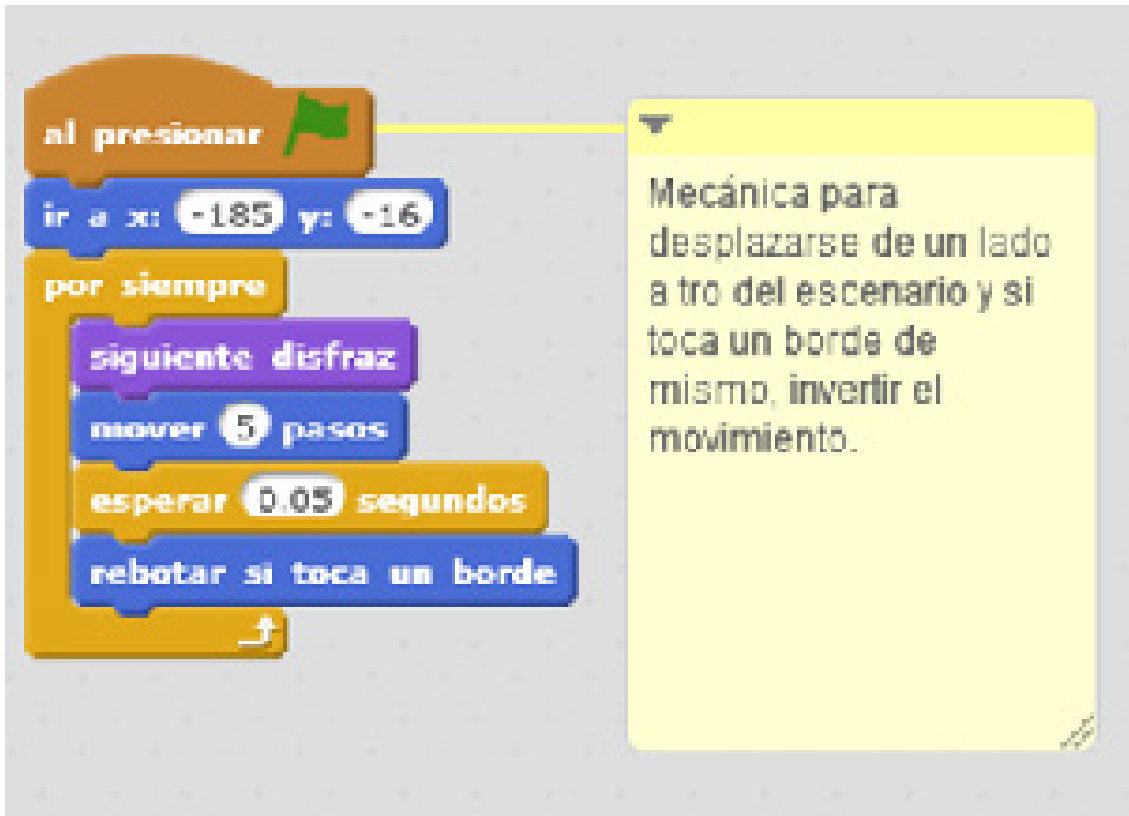 al presionar
ir a x: -185 y: -16
por siempre
siguiente disfraz
mover 5 pasos
esperar 0.05 segundos
rebotar si toca un borde
Mecánica para
desplazarse de un lado
a tro del escenario y si
toca un borde de
mismo, invertir el
movimiento.